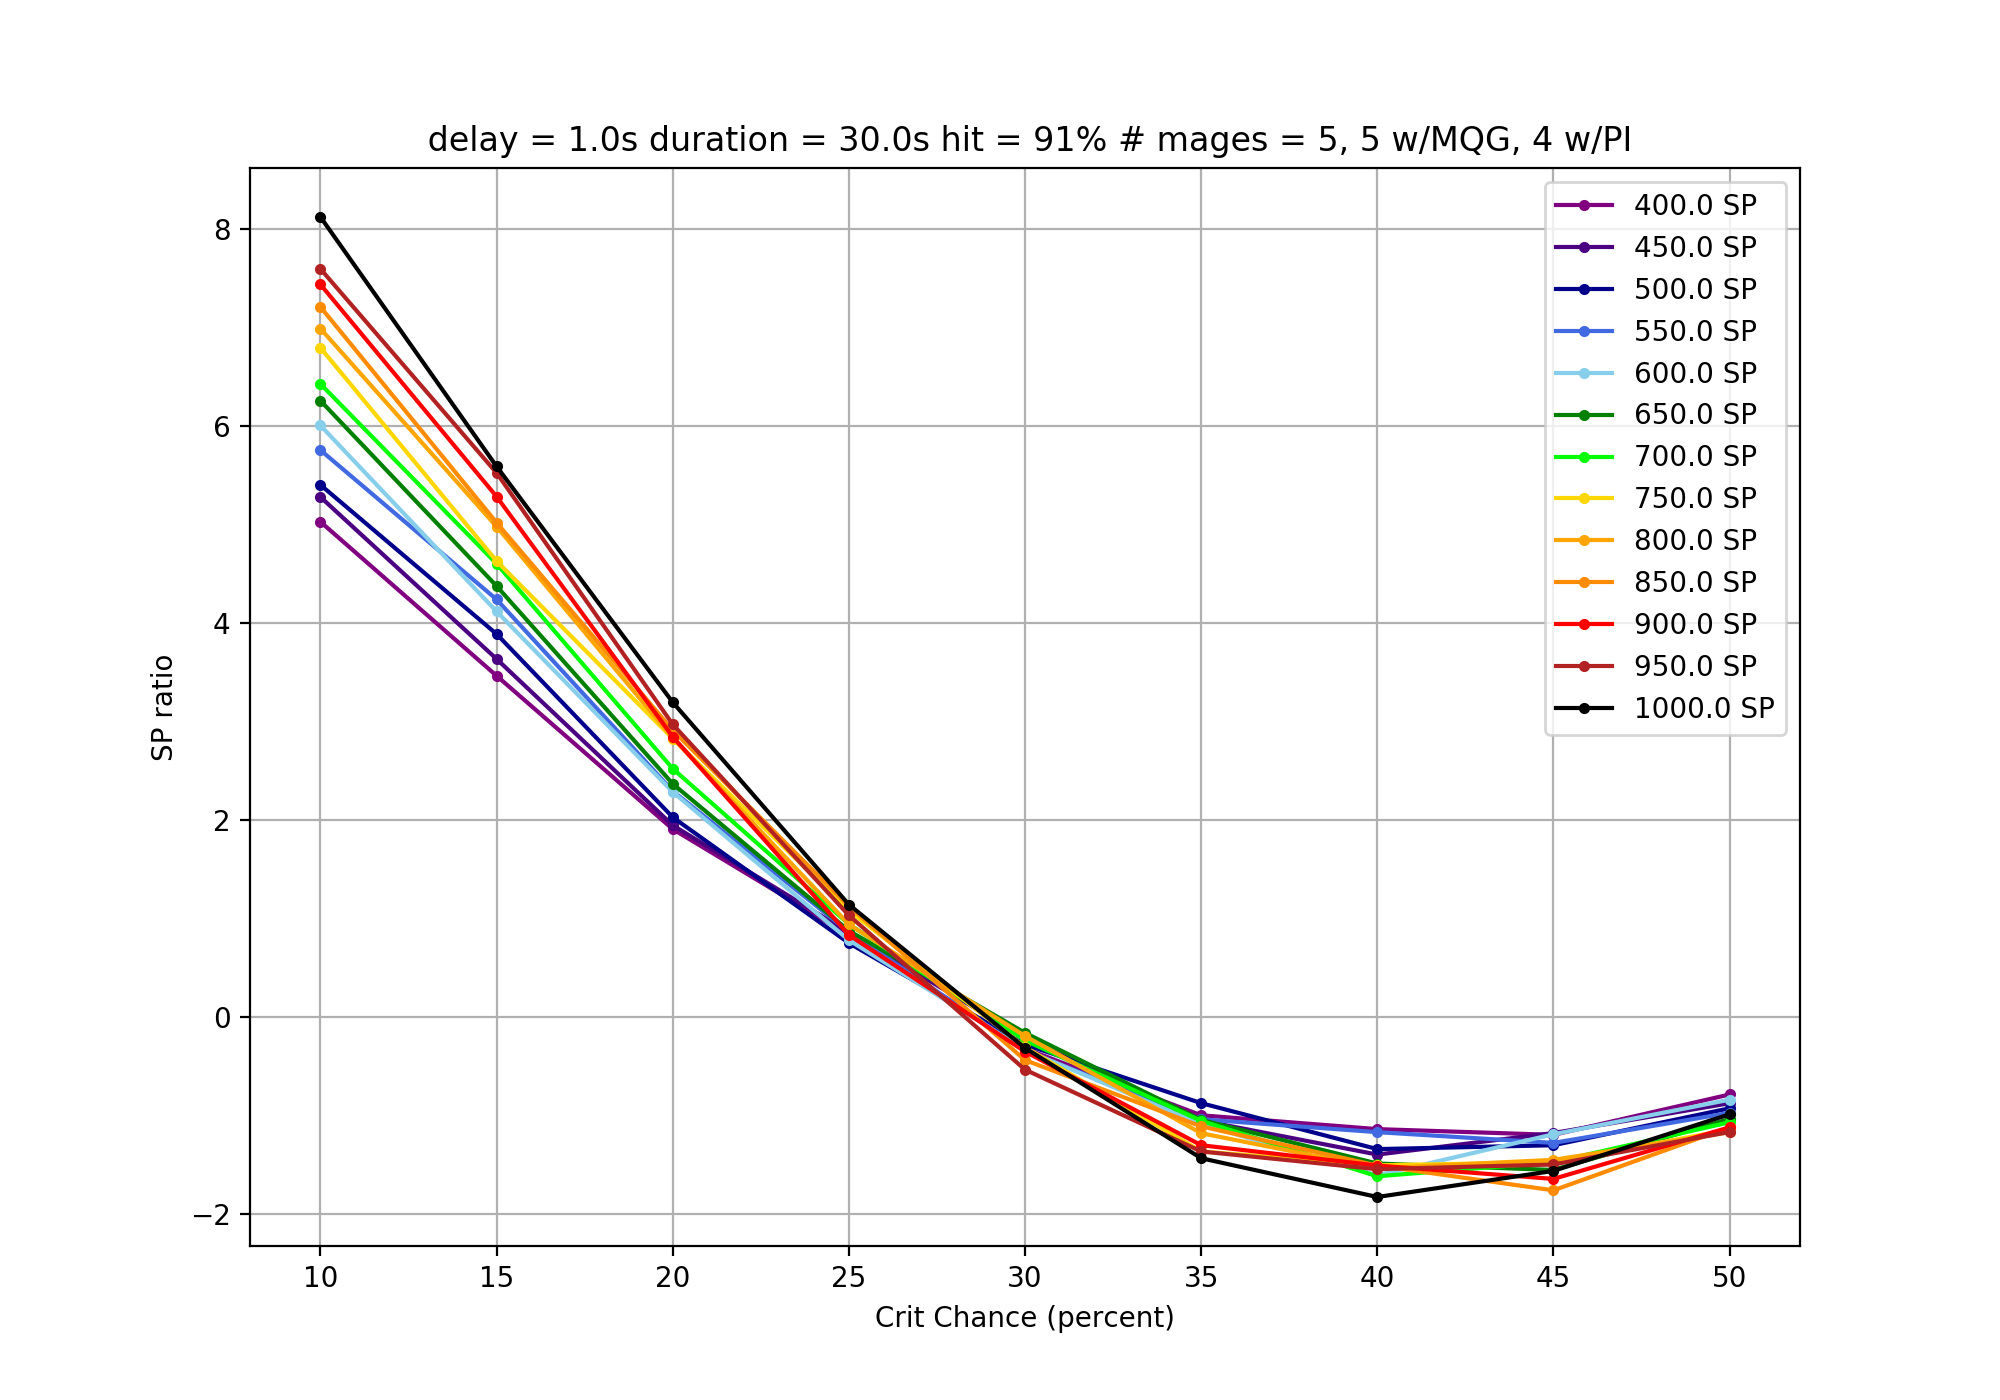 delay = 1.0s duration = 30.0s hit = 91% # mages = 5, 5 w/MQG, 4 w/PI
400.0 SP
450.0 SP
500.0 SP
550.0 SP
600.0 SP
650.0 SP
700.0 SP
750.0 SP
800.0 SP
850.0 SP
900.0 SP
950.0 SP
1000.0 SP
SP ratio
8
6
4
2
0
−2
10 15 20 25 30 35 40 45 50
Crit Chance (percent)